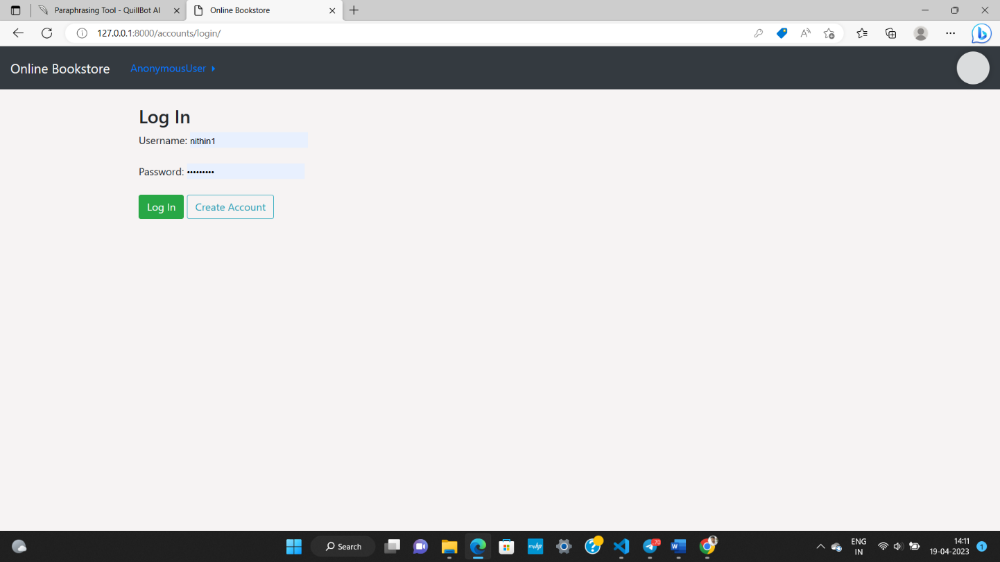 Paraphrasing Tool - QuillBot AI
Online Bookstore
127.0.0.1:8000/accounts/login/
Online Bookstore
AnonymousUser
Log In
Username: nithin1
Password: •••••••••
Log In
Create Account
Search
myhp
70
ENG
IN
14:11
19-04-2023
1